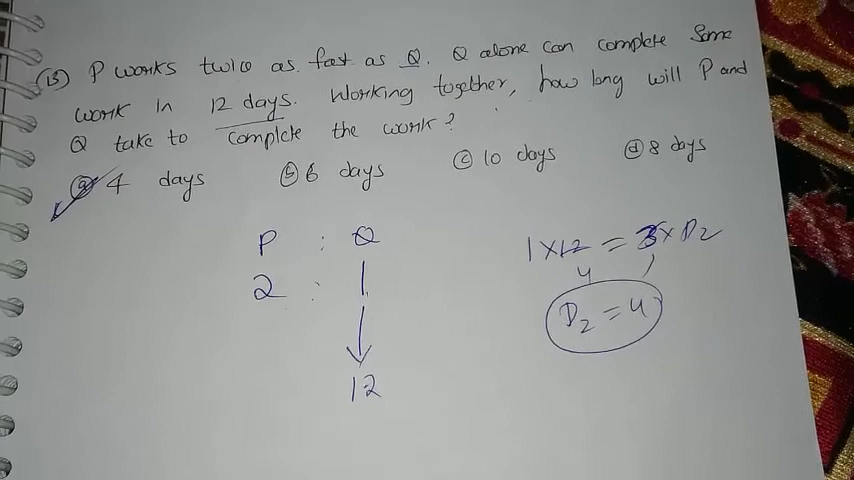 (13) P works twice as fast as Q. Q alone can complete some
work in 12 days. Working together, how long will P and
Q take to complete the work?
(a) 4 days (b) 6 days (c) 10 days (d) 8 days
P : Q
2 : 1
12
1 x 12 = 3 x D2
4
D2 = 4